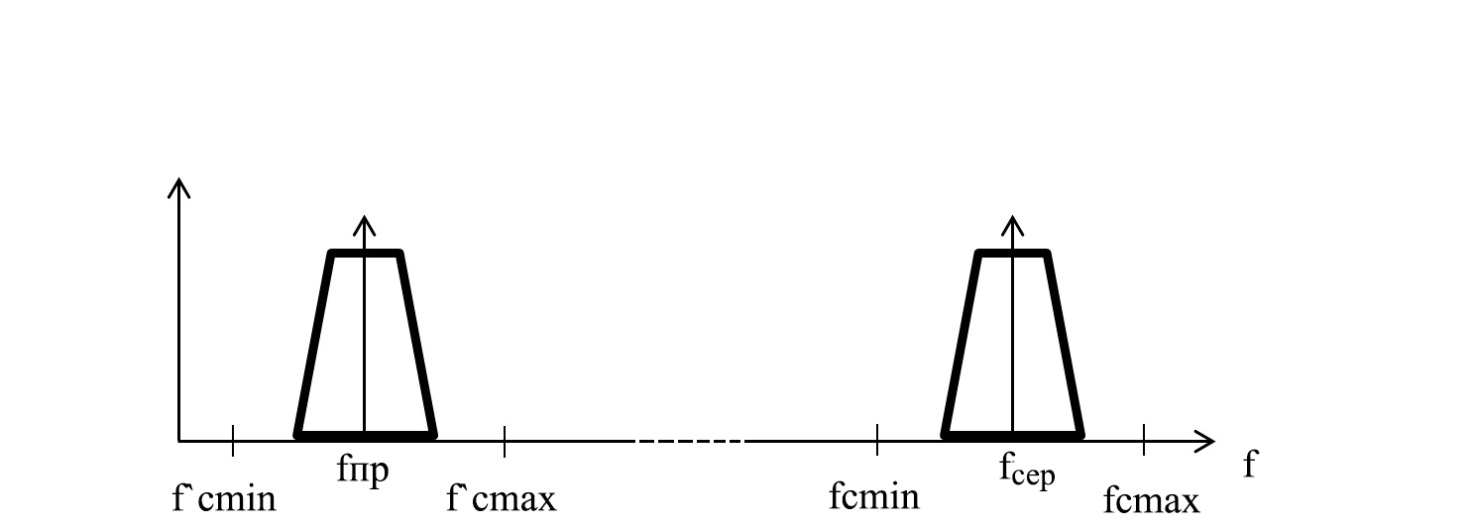 fпр
fсер
f
f`cmin
f`cmax
fcmin
fcmax